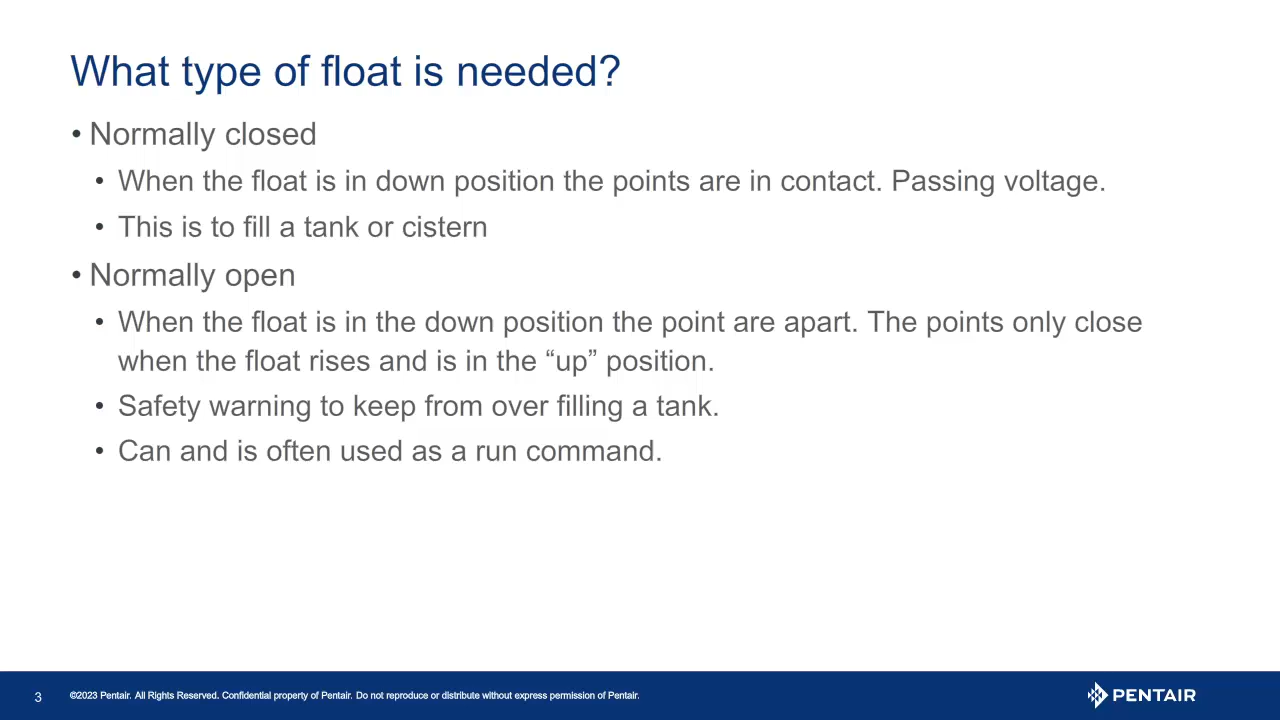 What type of float is needed?
• Normally closed
• When the float is in down position the points are in contact. Passing voltage.
• This is to fill a tank or cistern
• Normally open
• When the float is in the down position the point are apart. The points only close
when the float rises and is in the “up” position.
• Safety warning to keep from over filling a tank.
• Can and is often used as a run command.
3
©2023 Pentair. All Rights Reserved. Confidential property of Pentair. Do not reproduce or distribute without express permission of Pentair.
PENTAIR